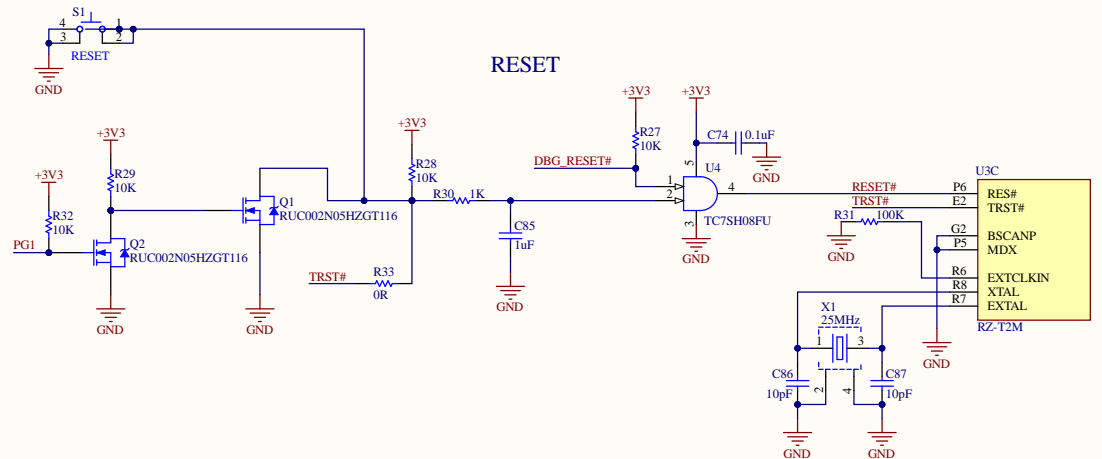 S1
4
1
3
2
RESET
GND
RESET
+3V3
+3V3
R27
10K
C74
0.1uF
GND
DBG_RESET#
5
U4
1
2
4
3
TC7SH08FU
GND
+3V3
R28
10K
R30
1K
C85
1uF
GND
+3V3
R29
10K
+3V3
R32
10K
PG1
Q2
RUC002N05HZGT116
GND
Q1
RUC002N05HZGT116
GND
TRST#
R33
0R
U3C
RESET#
P6
RES#
TRST#
E2
TRST#
R31
100K
GND
G2
BSCANP
P5
MDX
R6
EXTCLKIN
R8
XTAL
R7
EXTAL
RZ-T2M
GND
X1
25MHz
1
3
2
4
C86
10pF
C87
10pF
GND
GND